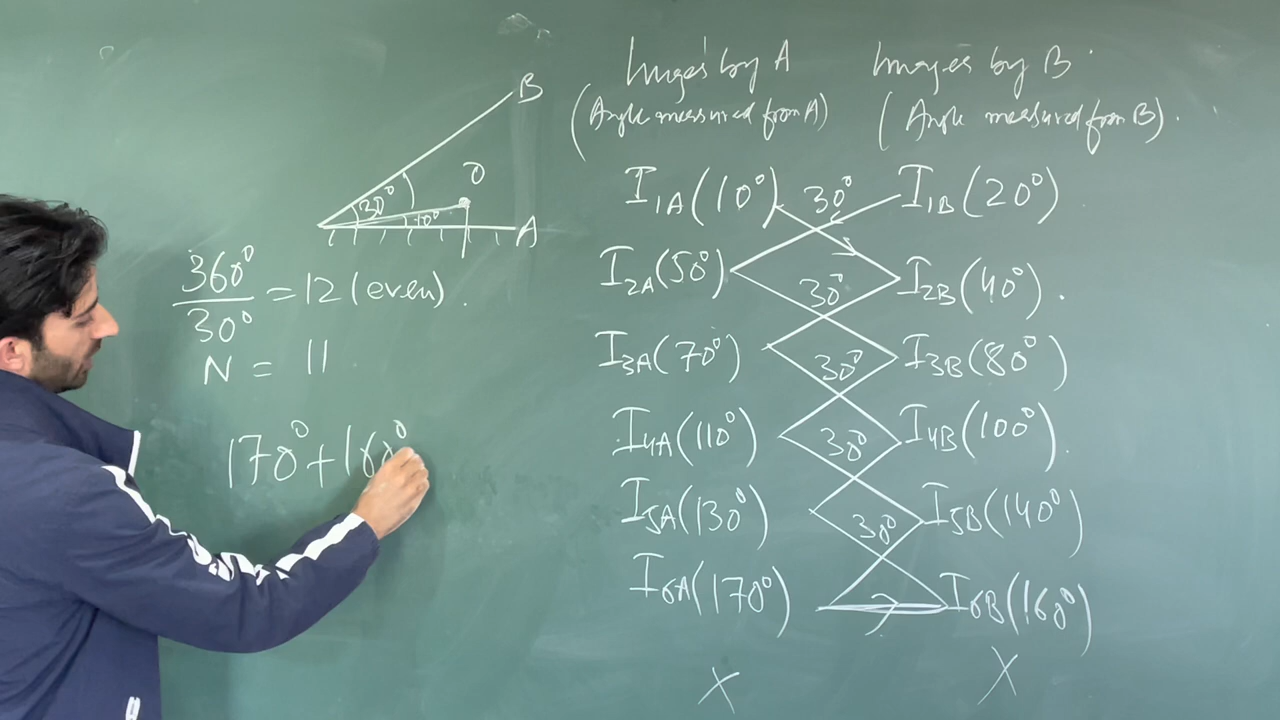 B
O
30°
10°
A
360°
30°
= 12 (even).
N = 11
170° + 160°
Images by A
(Angle measured from A)
Images by B
(Angle measured from B).
I1A(10°) 30° I1B(20°)
I2A(50°) 30° I2B(40°).
I3A(70°) 30° I3B(80°)
I4A(110°) 30° I4B(100°)
I5A(130°) 30° I5B(140°)
I6A(170°) I6B(160°)
X X